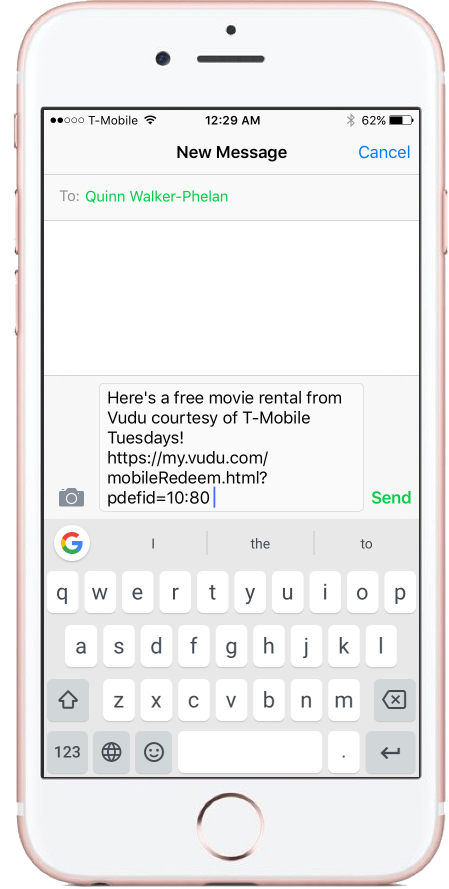 T-Mobile 12:29 AM 62%
New Message Cancel
To: Quinn Walker-Phelan
Here's a free movie rental from
Vudu courtesy of T-Mobile
Tuesdays!
https://my.vudu.com/
mobileRedeem.html?
pdefid=10:80
Send
G I the to
q w e r t y u i o p
a s d f g h j k l
z x c v b n m
123 .